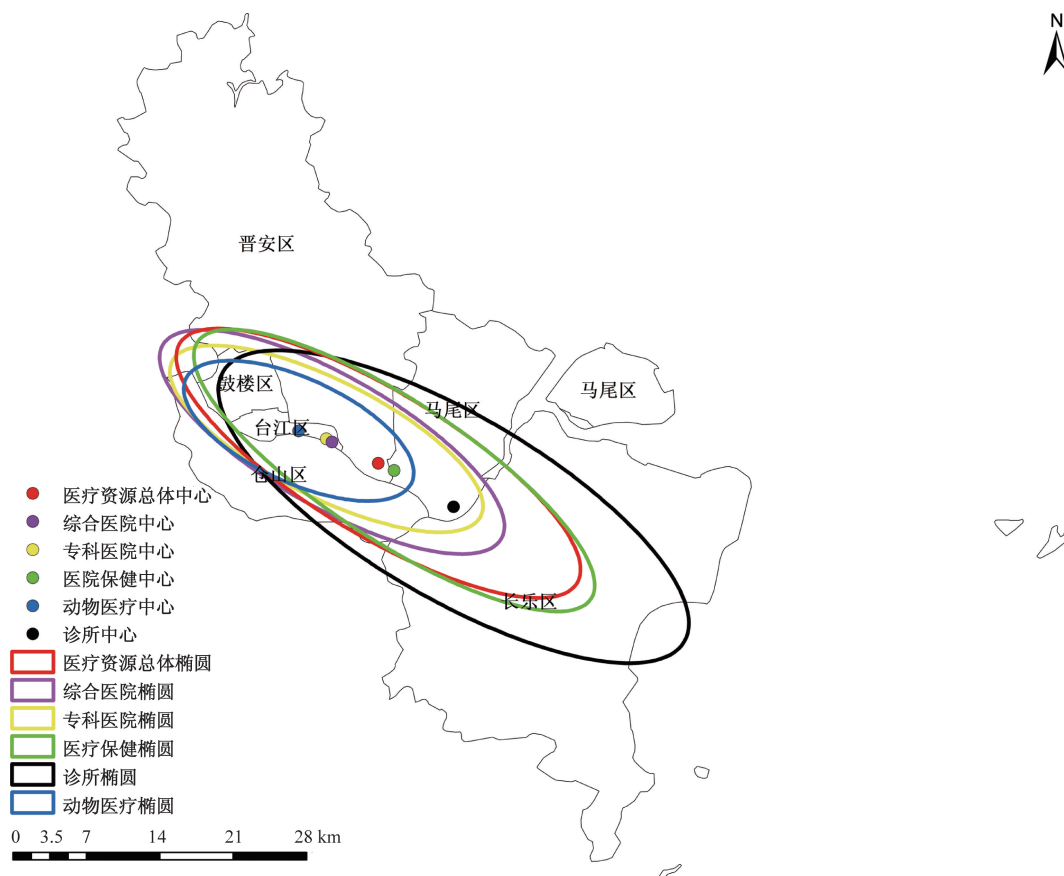 N
晋安区
鼓楼区
马尾区
马尾区
台江区
仓山区
长乐区
医疗资源总体中心
综合医院中心
专科医院中心
医院保健中心
动物医疗中心
诊所中心
医疗资源总体椭圆
综合医院椭圆
专科医院椭圆
医疗保健椭圆
诊所椭圆
动物医疗椭圆
0 3.5 7 14 21 28 km